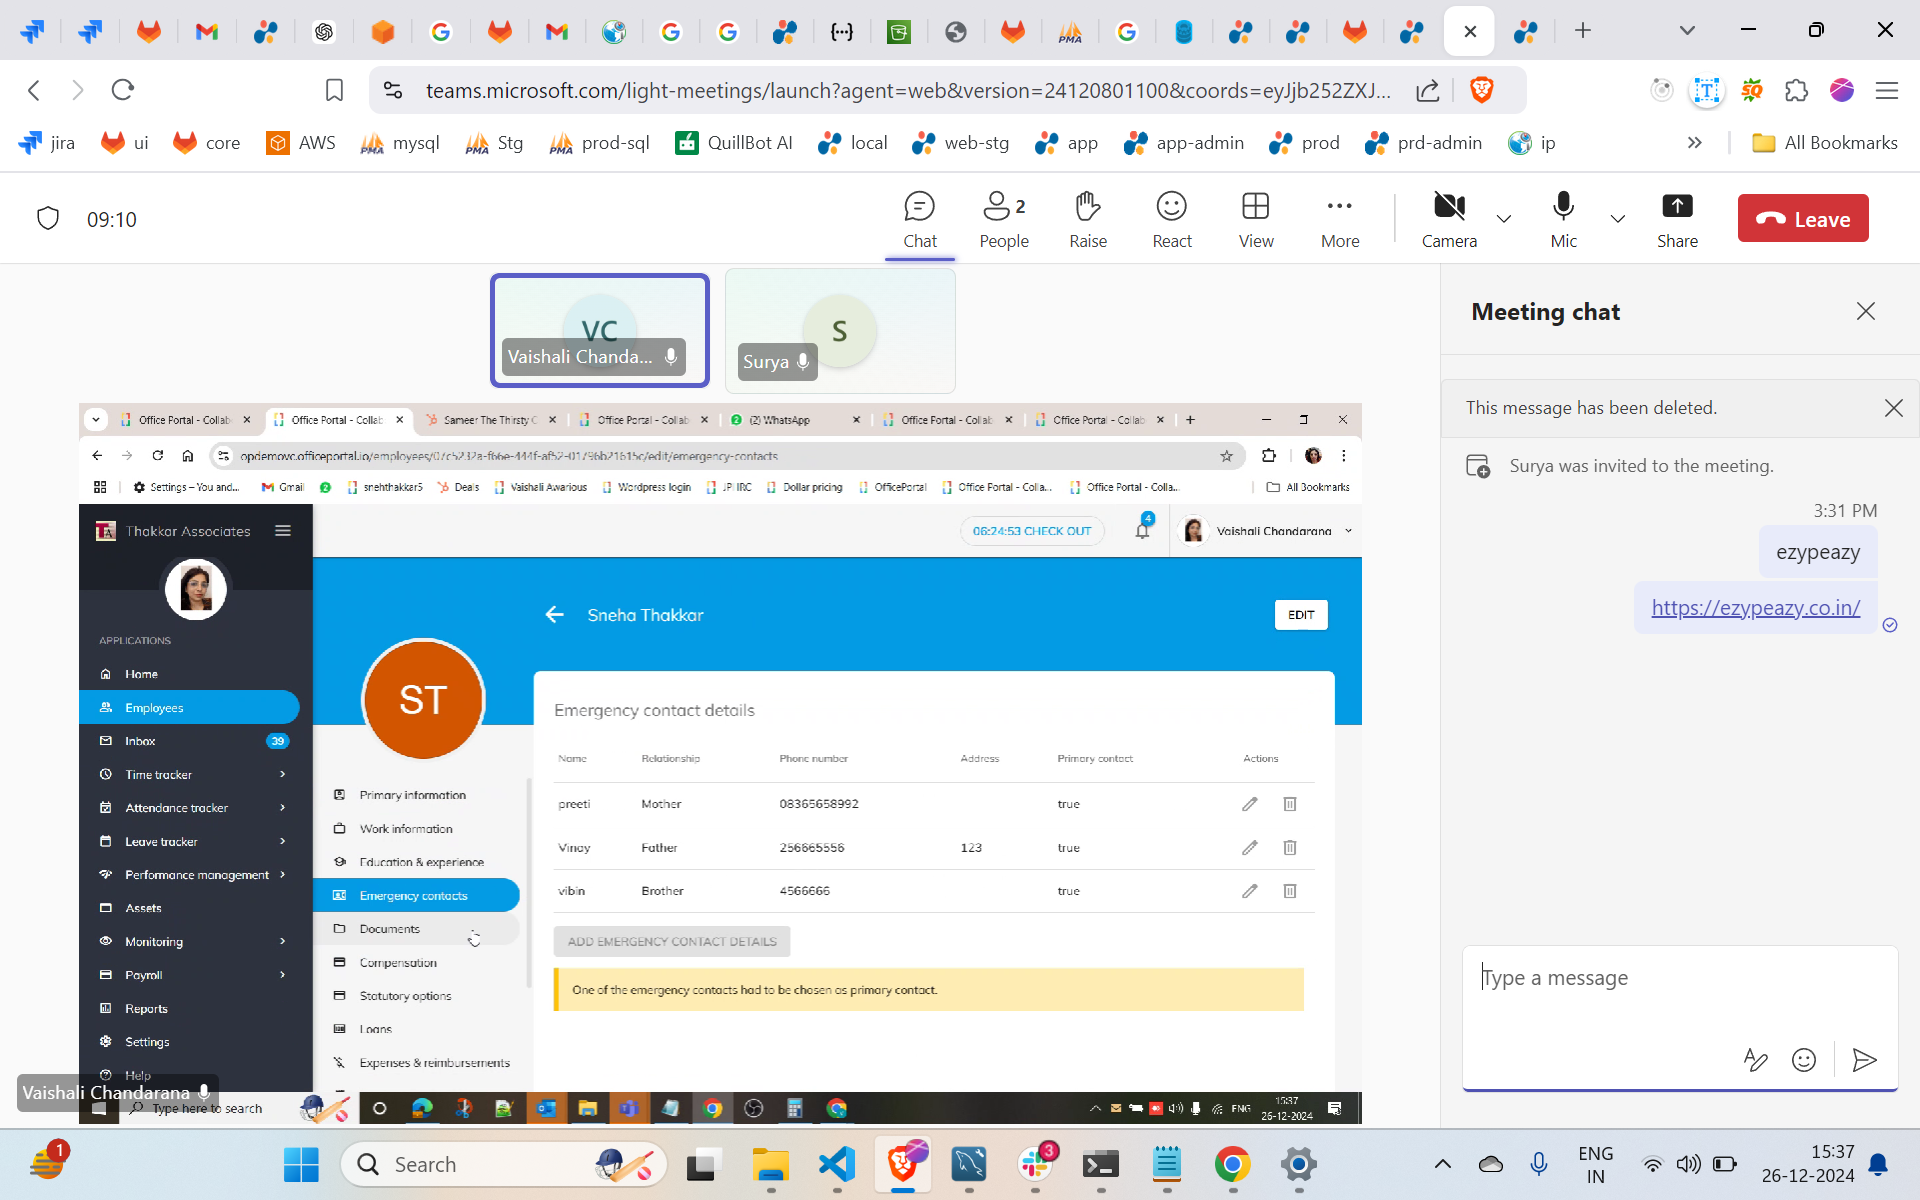 teams.microsoft.com/light-meetings/launch?agent=web&version=24120801100&coords=eyJjb252ZXJ...
jira ui core AWS mysql Stg prod-sql QuillBot AI local web-stg app app-admin prod prd-admin ip » All Bookmarks
09:10
Chat
People 2
Raise
React
View
More
Camera
Mic
Share
Leave
VC
Vaishali Chanda...
S
Surya
Office Portal - Collab
Office Portal - Collab
Sameer The Thirsty C
Office Portal - Collab
(2) WhatsApp
Office Portal - Collab
Office Portal - Collab
opdemovc.officeportal.io/employees/07c5232a-f66e-444f-af52-01796b21615c/edit/emergency-contacts
Settings – You and...
Gmail
snehthakkar5
Deals
Vaishali Awarious
Wordpress login
JP IRC
Dollar pricing
OfficePortal
Office Portal - Colla...
Office Portal - Colla...
All Bookmarks
Thakkar Associates
06:24:53 CHECK OUT
4
Vaishali Chandarana
APPLICATIONS
Home
Employees
Inbox 39
Time tracker
Attendance tracker
Leave tracker
Performance management
Assets
Monitoring
Payroll
Reports
Settings
Help
Sneha Thakkar
EDIT
ST
Primary information
Work information
Education & experience
Emergency contacts
Documents
Compensation
Statutory options
Loans
Expenses & reimbursements
Emergency contact details
Name Relationship Phone number Address Primary contact Actions
preeti Mother 08365658992 true
Vinay Father 256665556 123 true
vibin Brother 4566666 true
ADD EMERGENCY CONTACT DETAILS
One of the emergency contacts had to be chosen as primary contact.
Vaishali Chandarana
Type here to search
ENG
15:37
26-12-2024
Meeting chat
This message has been deleted.
Surya was invited to the meeting.
3:31 PM
ezypeazy
https://ezypeazy.co.in/
Type a message
1
Search
3
ENG
IN
15:37
26-12-2024